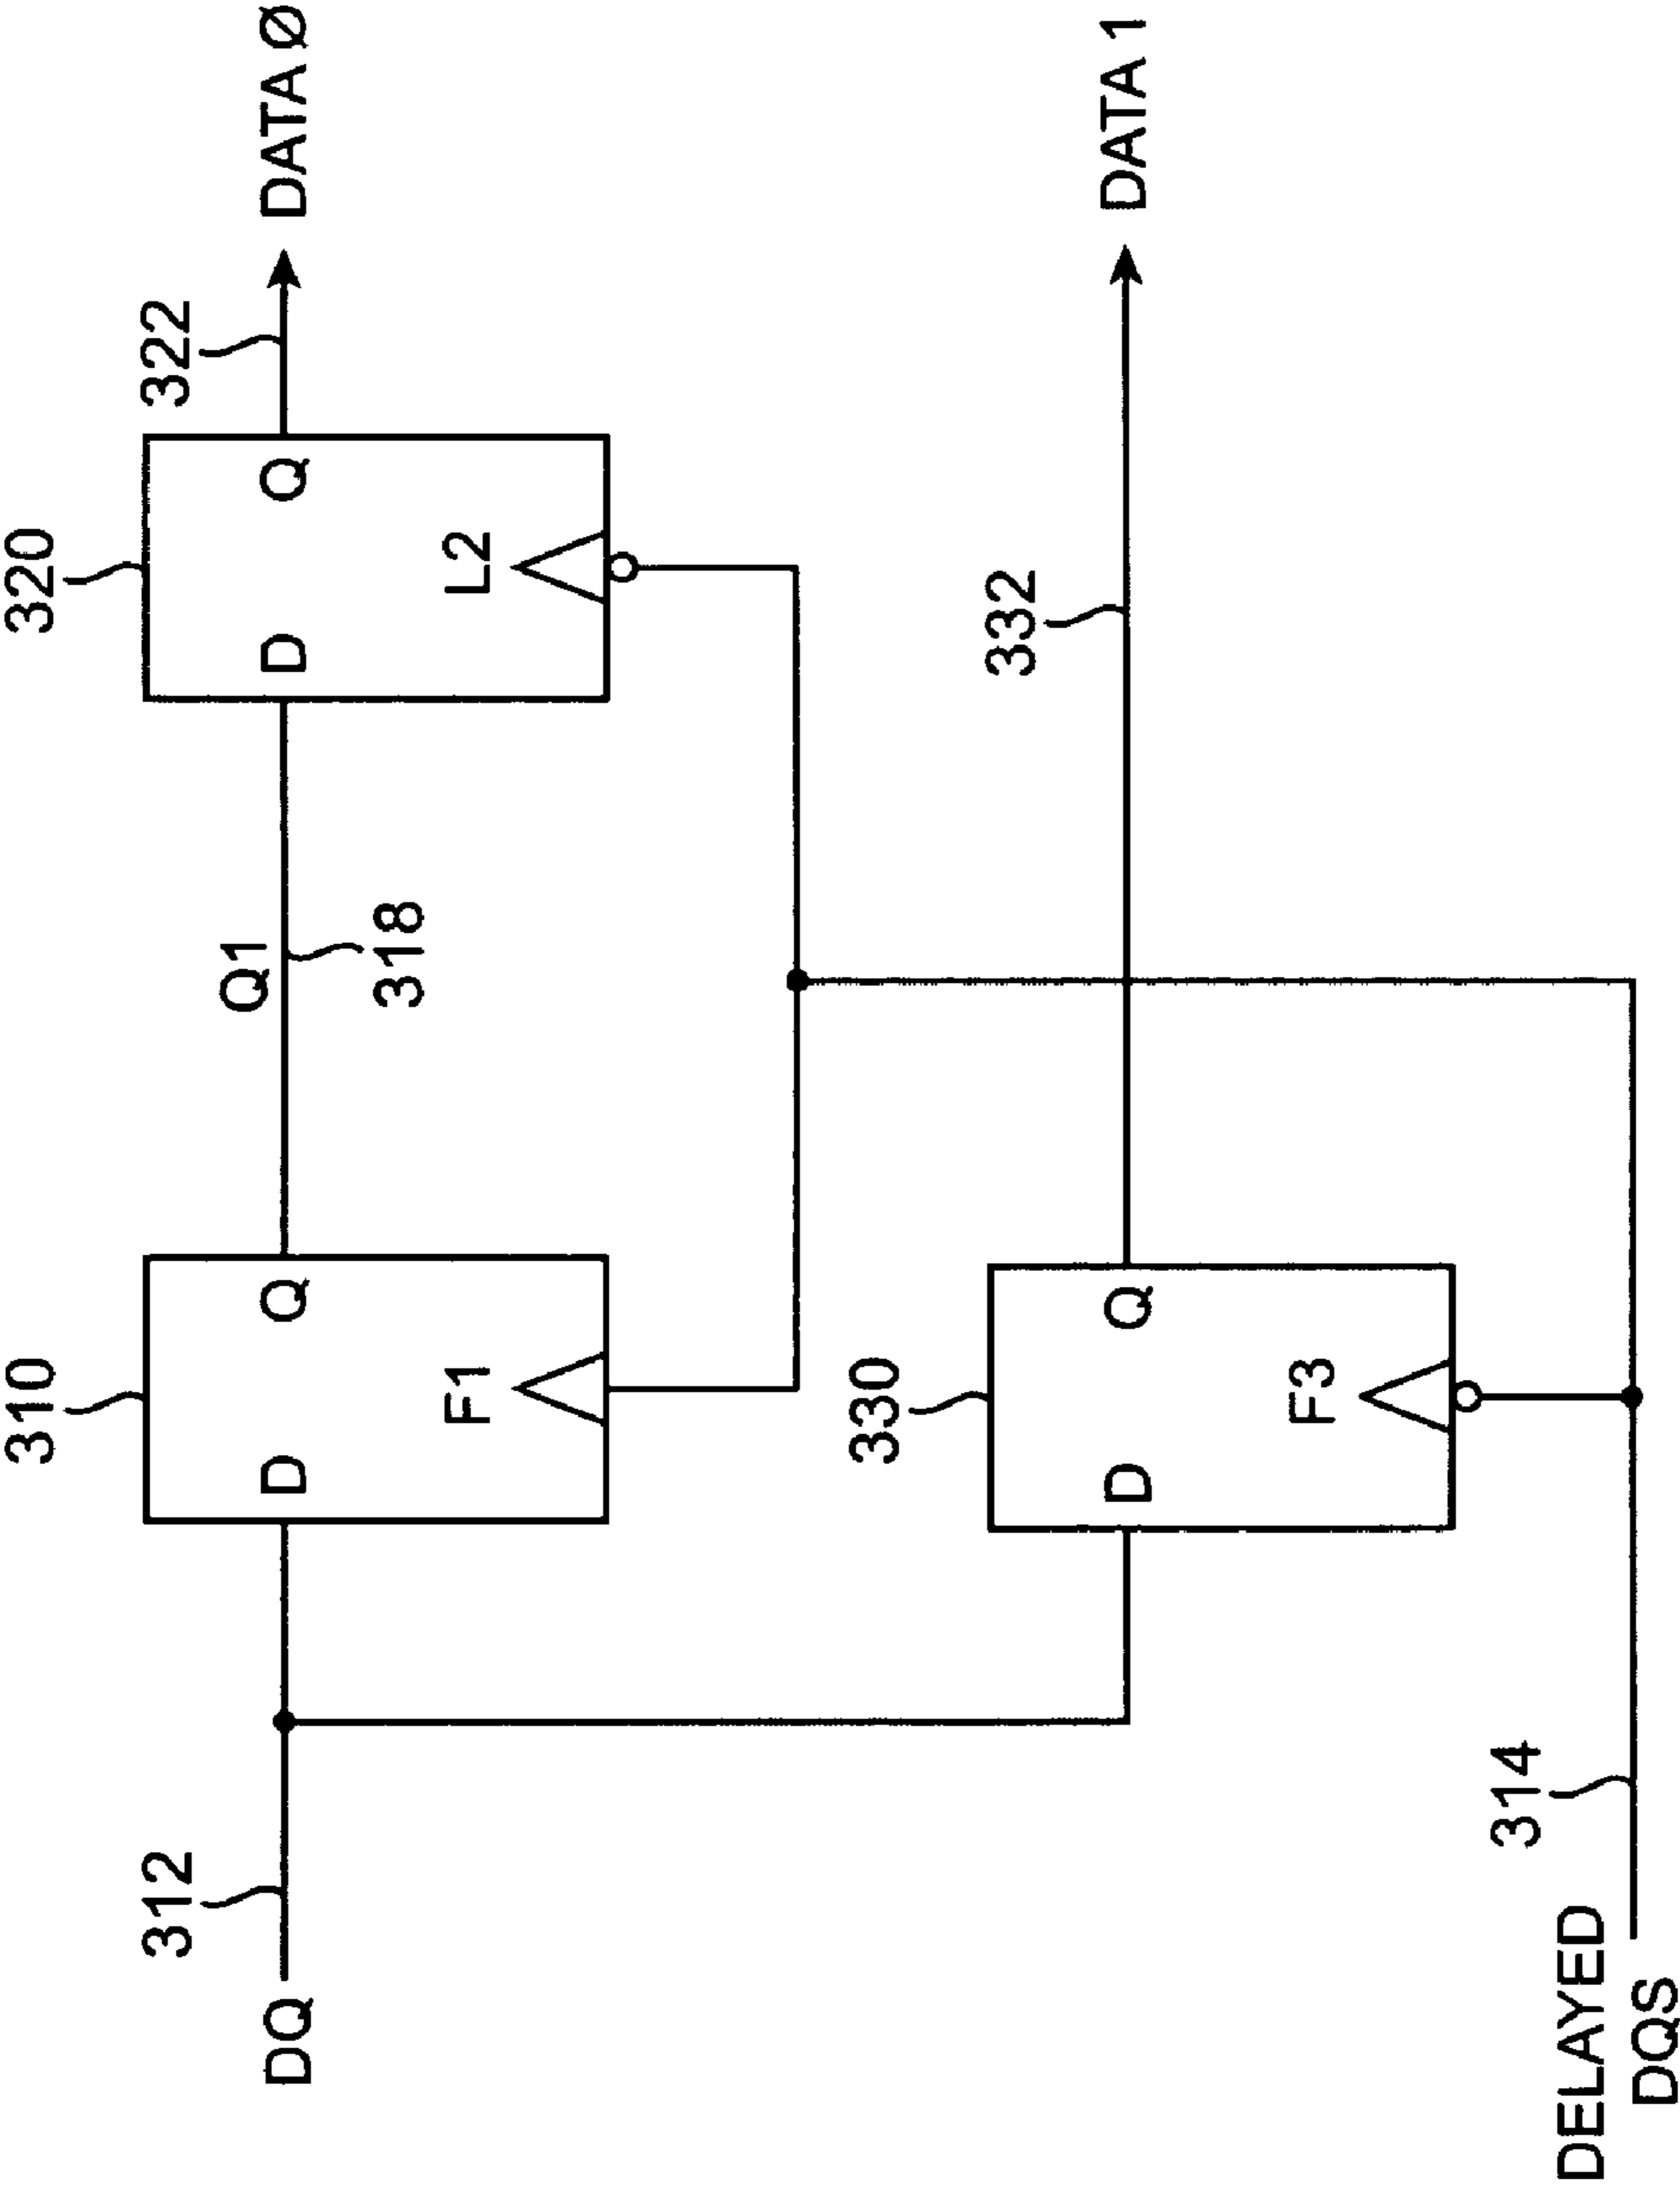 310
320
312
Q1
322
DQ
D
Q
D
Q
DATA Ø
318
F1
L2
330
332
D
Q
DATA 1
F3
314
DELAYED
DQS